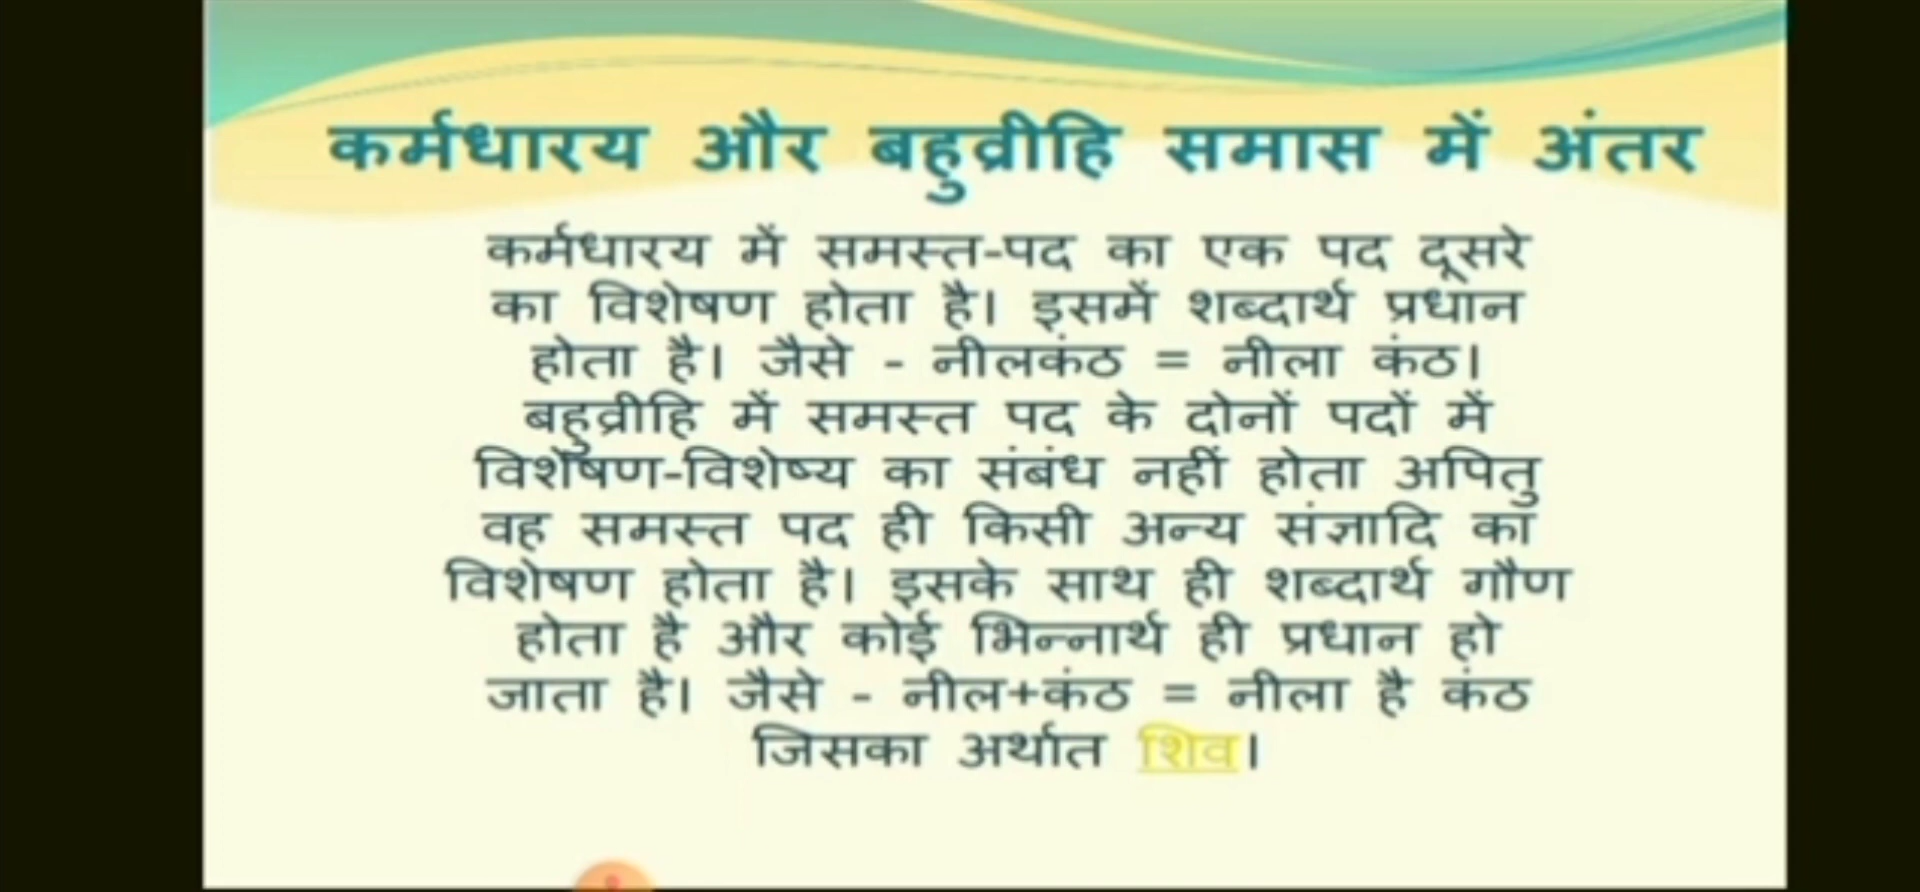 कर्मधारय और बहुव्रीहि समास में अंतर
कर्मधारय में समस्त-पद का एक पद दूसरे
का विशेषण होता है। इसमें शब्दार्थ प्रधान
होता है। जैसे - नीलकंठ = नीला कंठ।
बहुव्रीहि में समस्त पद के दोनों पदों में
विशेषण-विशेष्य का संबंध नहीं होता अपितु
वह समस्त पद ही किसी अन्य संज्ञादि का
विशेषण होता है। इसके साथ ही शब्दार्थ गौण
होता है और कोई भिन्नार्थ ही प्रधान हो
जाता है। जैसे - नील+कंठ = नीला है कंठ
जिसका अर्थात शिव।